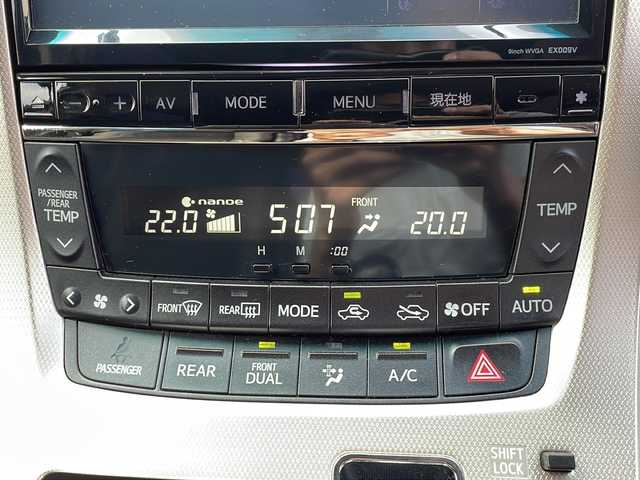 9inch WVGA EX009V
AV MODE MENU 現在地
nanoe
PASSENGER
/REAR
TEMP
22.0 5:07 FRONT 20.0
TEMP
H M :00
FRONT REAR MODE OFF AUTO
PASSENGER REAR FRONT
DUAL A/C
SHIFT
LOCK